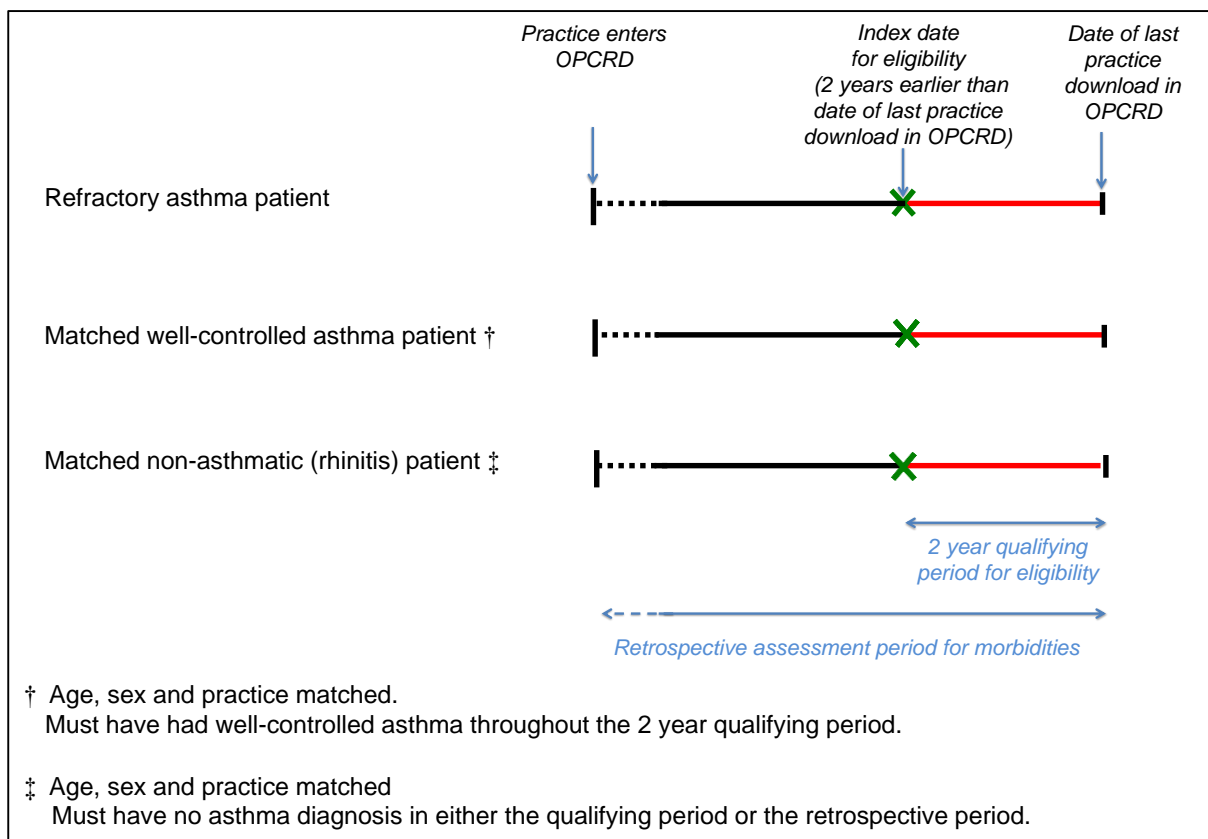 Practice enters
OPCRD
Index date
for eligibility
(2 years earlier than
date of last practice
download in OPCRD)
Date of last
practice
download in
OPCRD
Refractory asthma patient
Matched well-controlled asthma patient †
Matched non-asthmatic (rhinitis) patient ‡
2 year qualifying
period for eligibility
Retrospective assessment period for morbidities
† Age, sex and practice matched.
Must have had well-controlled asthma throughout the 2 year qualifying period.
‡ Age, sex and practice matched
Must have no asthma diagnosis in either the qualifying period or the retrospective period.